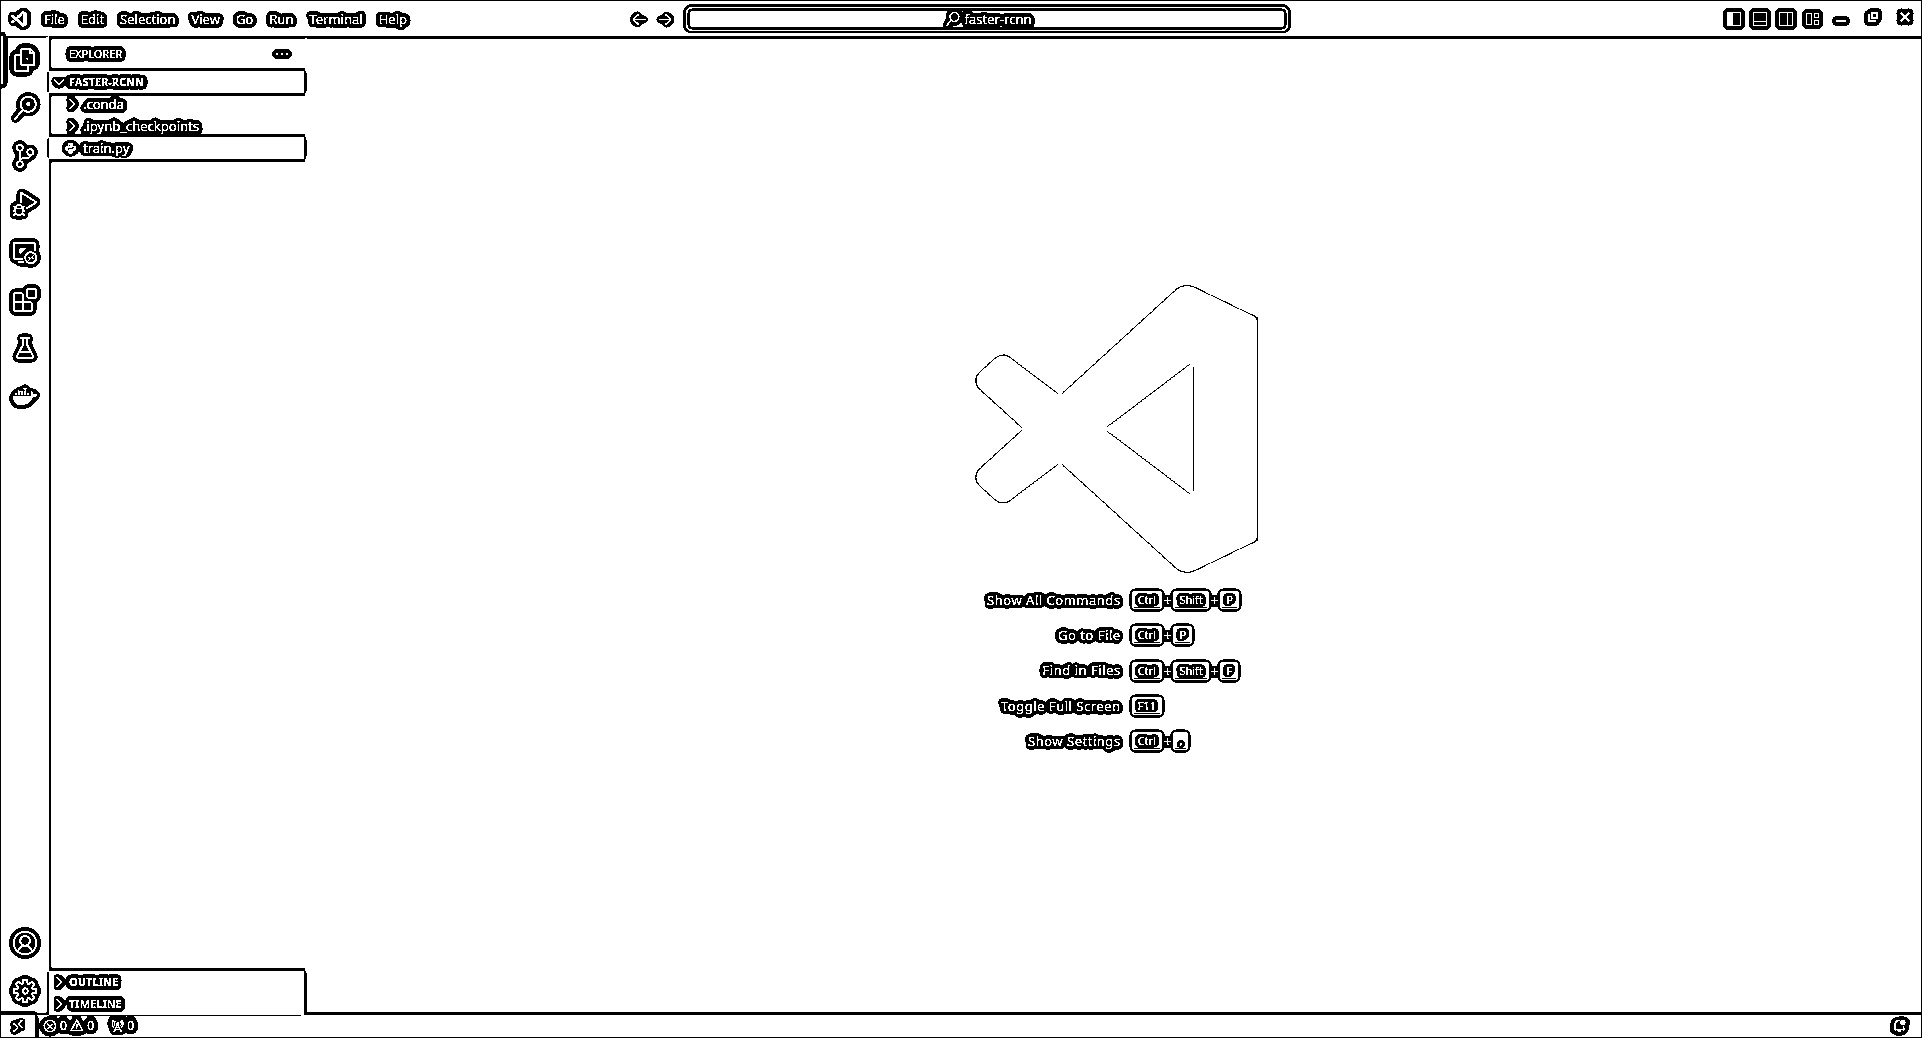 File Edit Selection View Go Run Terminal Help
faster-rcnn
EXPLORER
FASTER-RCNN
.conda
.ipynb_checkpoints
train.py
Show All Commands Ctrl + Shift + P
Go to File Ctrl + P
Find in Files Ctrl + Shift + F
Toggle Full Screen F11
Show Settings Ctrl + ,
OUTLINE
TIMELINE
0 0 0